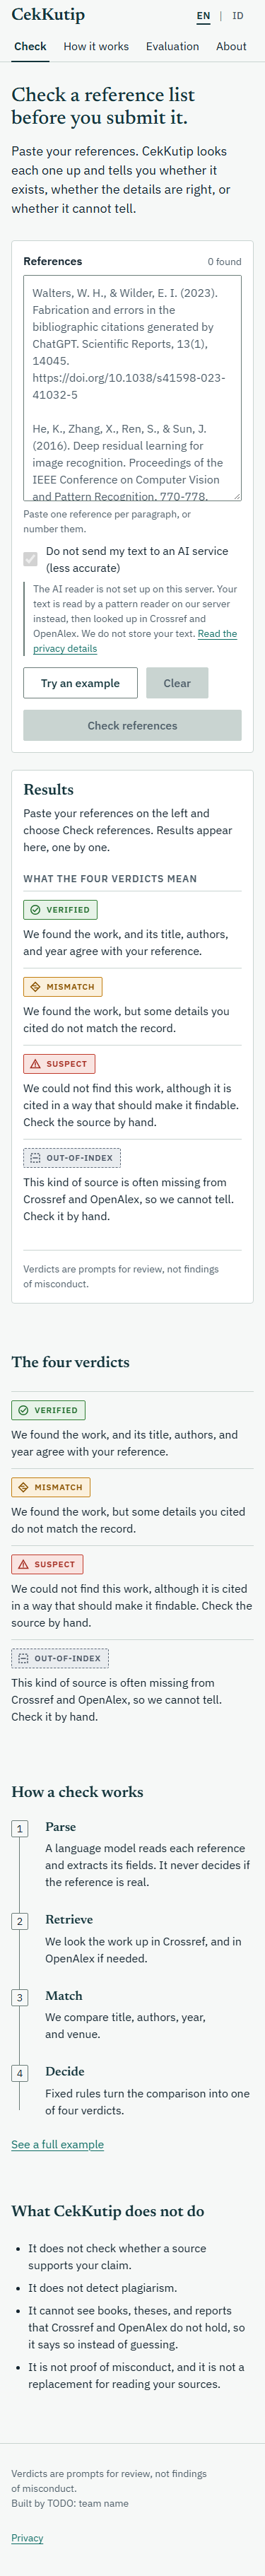 CekKutip
EN | ID
Check How it works Evaluation About
Check a reference list
before you submit it.
Paste your references. CekKutip looks
each one up and tells you whether it
exists, whether the details are right, or
whether it cannot tell.
References 0 found
Walters, W. H., & Wilder, E. I. (2023).
Fabrication and errors in the
bibliographic citations generated by
ChatGPT. Scientific Reports, 13(1),
14045.
https://doi.org/10.1038/s41598-023-
41032-5
He, K., Zhang, X., Ren, S., & Sun, J.
(2016). Deep residual learning for
image recognition. Proceedings of the
IEEE Conference on Computer Vision
and Pattern Recognition, 770-778.
Paste one reference per paragraph, or
number them.
Do not send my text to an AI service
(less accurate)
The AI reader is not set up on this server. Your
text is read by a pattern reader on our server
instead, then looked up in Crossref and
OpenAlex. We do not store your text. Read the
privacy details
Try an example Clear
Check references
Results
Paste your references on the left and
choose Check references. Results appear
here, one by one.
WHAT THE FOUR VERDICTS MEAN
VERIFIED
We found the work, and its title, authors,
and year agree with your reference.
MISMATCH
We found the work, but some details you
cited do not match the record.
SUSPECT
We could not find this work, although it is
cited in a way that should make it findable.
Check the source by hand.
OUT-OF-INDEX
This kind of source is often missing from
Crossref and OpenAlex, so we cannot tell.
Check it by hand.
Verdicts are prompts for review, not findings
of misconduct.
The four verdicts
VERIFIED
We found the work, and its title, authors, and
year agree with your reference.
MISMATCH
We found the work, but some details you cited
do not match the record.
SUSPECT
We could not find this work, although it is cited
in a way that should make it findable. Check the
source by hand.
OUT-OF-INDEX
This kind of source is often missing from
Crossref and OpenAlex, so we cannot tell.
Check it by hand.
How a check works
1 Parse
A language model reads each reference
and extracts its fields. It never decides if
the reference is real.
2 Retrieve
We look the work up in Crossref, and in
OpenAlex if needed.
3 Match
We compare title, authors, year,
and venue.
4 Decide
Fixed rules turn the comparison into one
of four verdicts.
See a full example
What CekKutip does not do
• It does not check whether a source
supports your claim.
• It does not detect plagiarism.
• It cannot see books, theses, and reports
that Crossref and OpenAlex do not hold, so
it says so instead of guessing.
• It is not proof of misconduct, and it is not a
replacement for reading your sources.
Verdicts are prompts for review, not findings
of misconduct.
Built by TODO: team name
Privacy